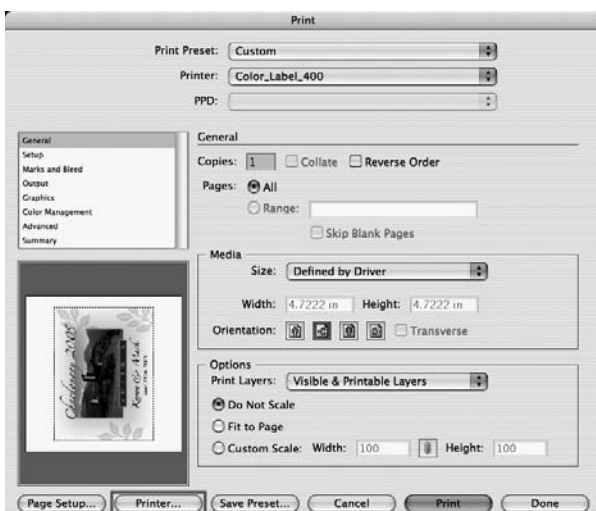 Print
Print Preset: Custom
Printer: Color_Label_400
PPD:
General
Setup
Marks and Bleed
Output
Graphics
Color Management
Advanced
Summary
General
Copies: 1 Collate Reverse Order
Pages: All
Range:
Skip Blank Pages
Media
Size: Defined by Driver
Width: 4.7222 in Height: 4.7222 in
Orientation: Transverse
Options
Print Layers: Visible & Printable Layers
Do Not Scale
Fit to Page
Custom Scale: Width: 100 Height: 100
Chardonnay 2005
Page Setup... Printer... Save Preset... Cancel Print Done